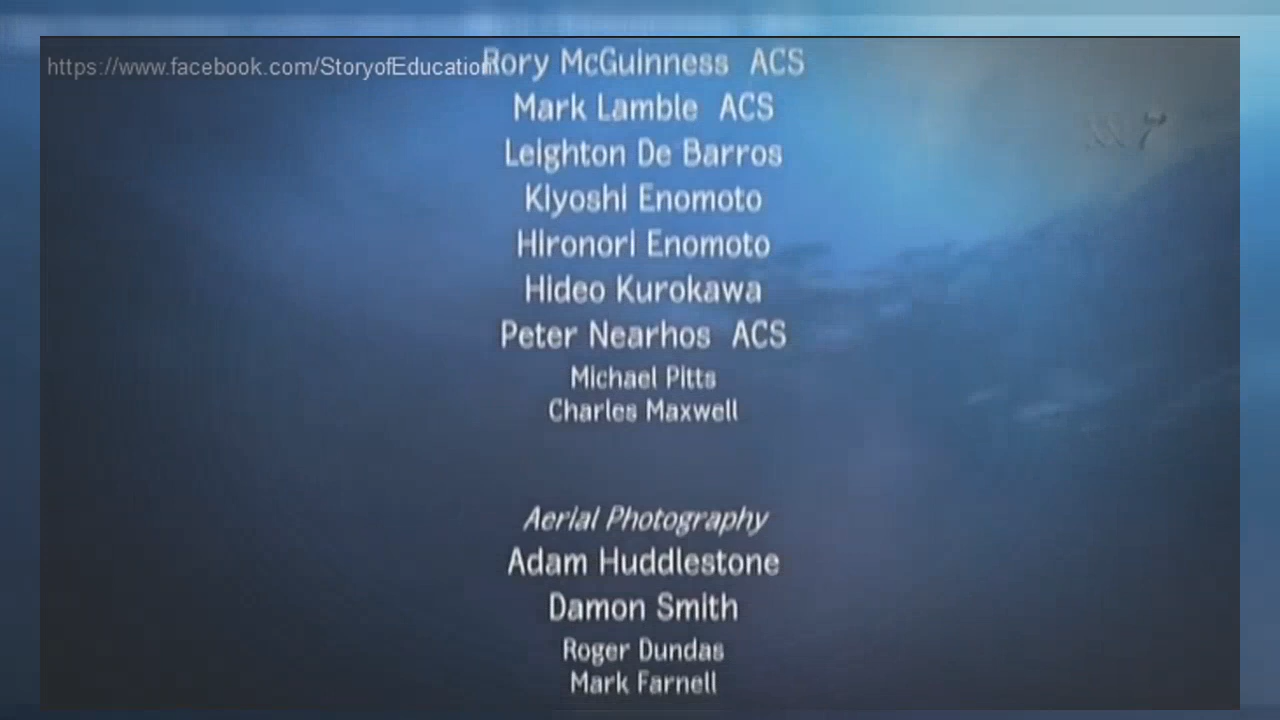 https://www.facebook.com/StoryofEducation
Rory McGuinness ACS
Mark Lamble ACS
Leighton De Barros
Kiyoshi Enomoto
Hironori Enomoto
Hideo Kurokawa
Peter Nearhos ACS
Michael Pitts
Charles Maxwell
Aerial Photography
Adam Huddlestone
Damon Smith
Roger Dundas
Mark Farnell